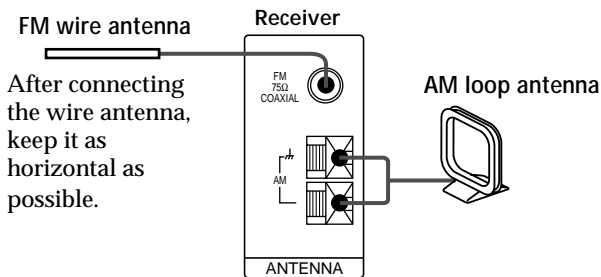 FM wire antenna
After connecting
the wire antenna,
keep it as
horizontal as
possible.
Receiver
FM
75Ω
COAXIAL
AM
ANTENNA
AM loop antenna